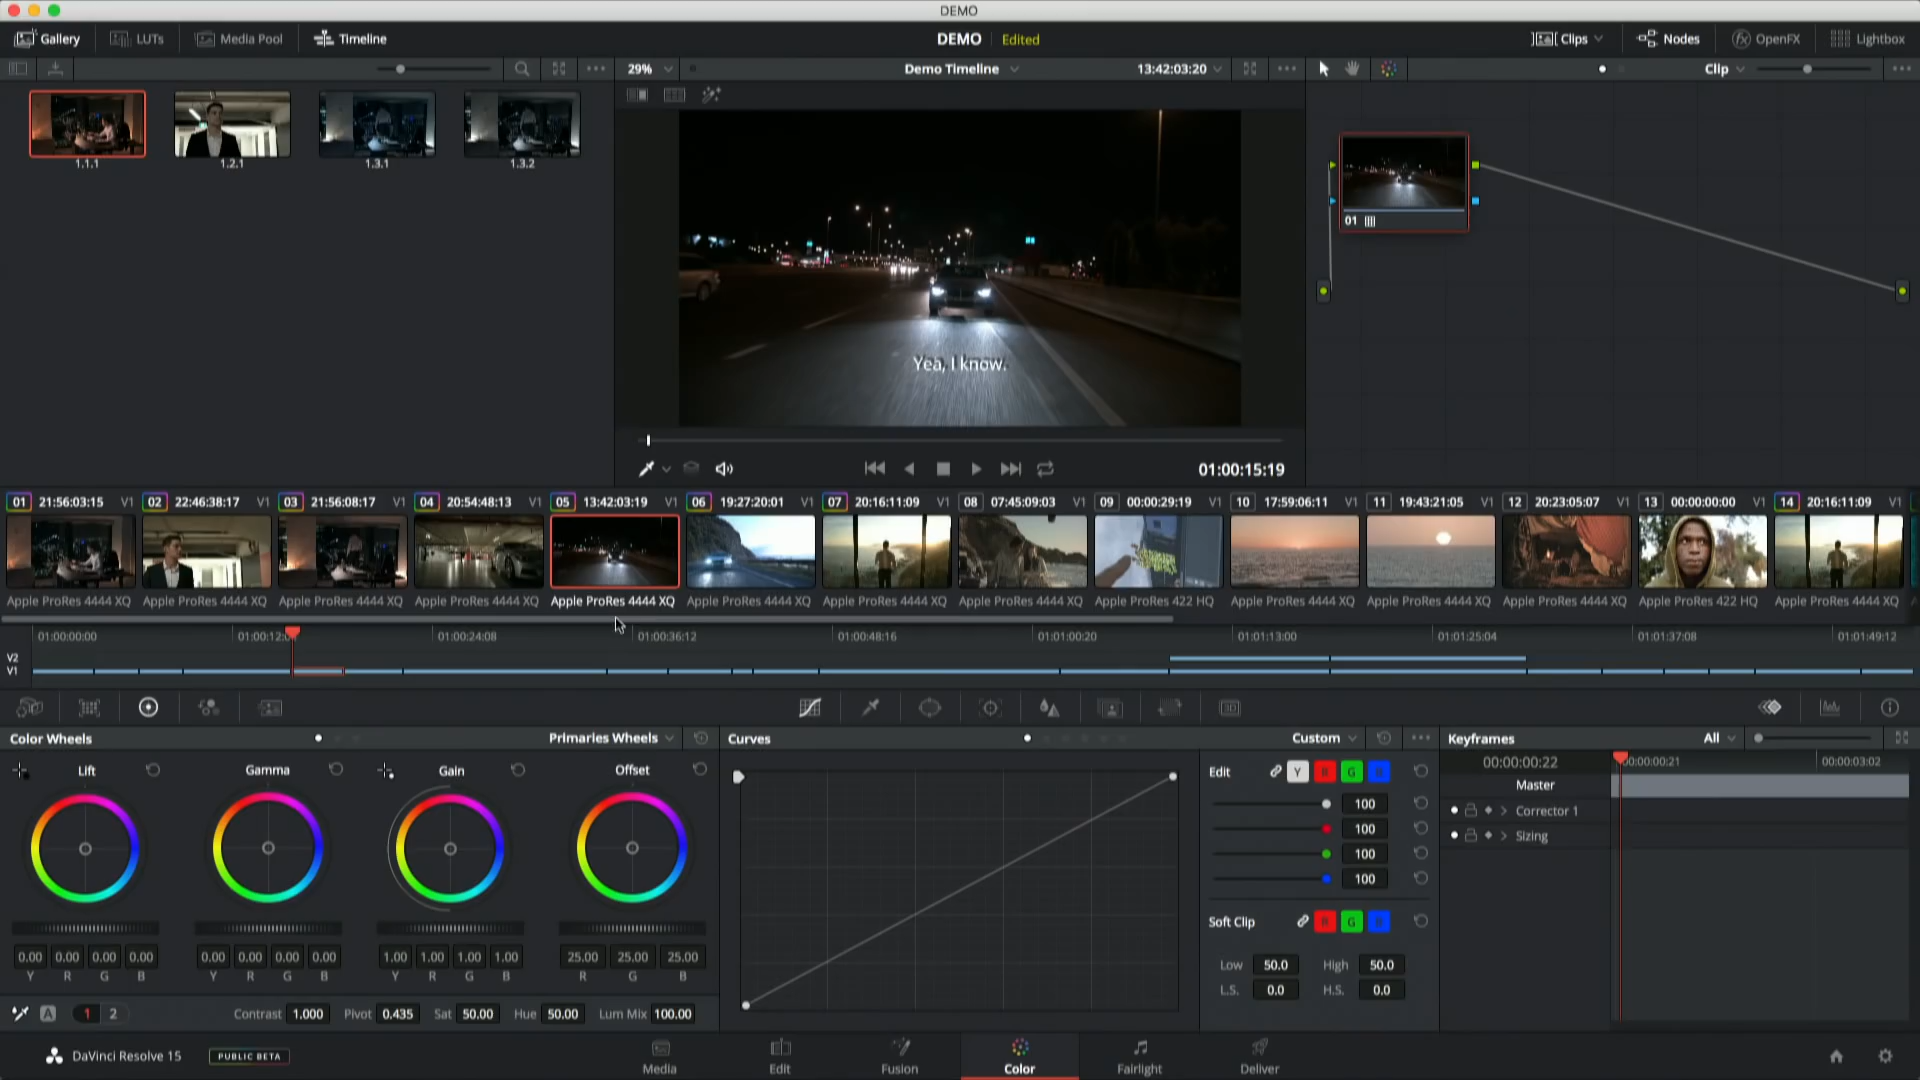 DEMO
Gallery LUTs Media Pool Timeline DEMO Edited Clips Nodes OpenFX Lightbox
29% Demo Timeline 13:42:03:20 Clip
1.1.1 1.2.1 1.3.1 1.3.2
01
Yea, I know.
01:00:15:19
01 21:56:03:15 V1 02 22:46:38:17 V1 03 21:56:08:17 V1 04 20:54:48:13 V1 05 13:42:03:19 V1 06 19:27:20:01 V1 07 20:16:11:09 V1 08 07:45:09:03 V1 09 00:00:29:19 V1 10 17:59:06:11 V1 11 19:43:21:05 V1 12 20:23:05:07 V1 13 00:00:00:00 V1 14 20:16:11:09 V1
Apple ProRes 4444 XQ Apple ProRes 4444 XQ Apple ProRes 4444 XQ Apple ProRes 4444 XQ Apple ProRes 4444 XQ Apple ProRes 4444 XQ Apple ProRes 4444 XQ Apple ProRes 4444 XQ Apple ProRes 422 HQ Apple ProRes 4444 XQ Apple ProRes 4444 XQ Apple ProRes 4444 XQ Apple ProRes 422 HQ Apple ProRes 4444 XQ
01:00:00:00 01:00:24:08 01:00:36:12 01:00:48:16 01:01:00:20 01:01:13:00 01:01:25:04 01:01:37:08 01:01:49:12
V2
V1
Color Wheels Primaries Wheels Curves Custom Keyframes All
Lift Gamma Gain Offset Edit Y R G B 00:00:00:22 00:00:00:21 00:00:03:02
Master
100 Corrector 1
100 Sizing
100
100
Soft Clip R G B
0.00 0.00 0.00 0.00 0.00 0.00 0.00 0.00 1.00 1.00 1.00 1.00 25.00 25.00 25.00 Low 50.0 High 50.0
Y R G B Y R G B Y R G B R G B L.S. 0.0 H.S. 0.0
A 1 2 Contrast 1.000 Pivot 0.435 Sat 50.00 Hue 50.00 Lum Mix 100.00
DaVinci Resolve 15 PUBLIC BETA Media Edit Fusion Color Fairlight Deliver